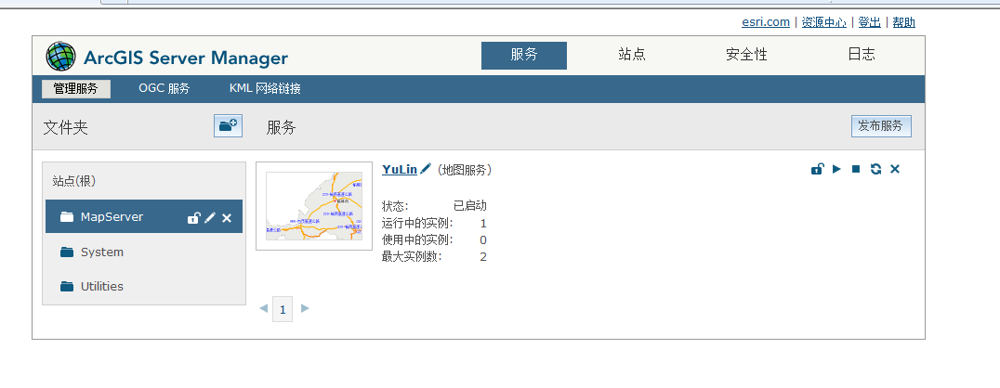 esri.com | 资源中心 | 登出 | 帮助
ArcGIS Server Manager 服务 站点 安全性 日志
管理服务 OGC 服务 KML 网络链接
文件夹 服务 发布服务
站点(根)
MapServer
System
Utilities
YuLin (地图服务)
状态: 已启动
运行中的实例: 1
使用中的实例: 0
最大实例数: 2
1